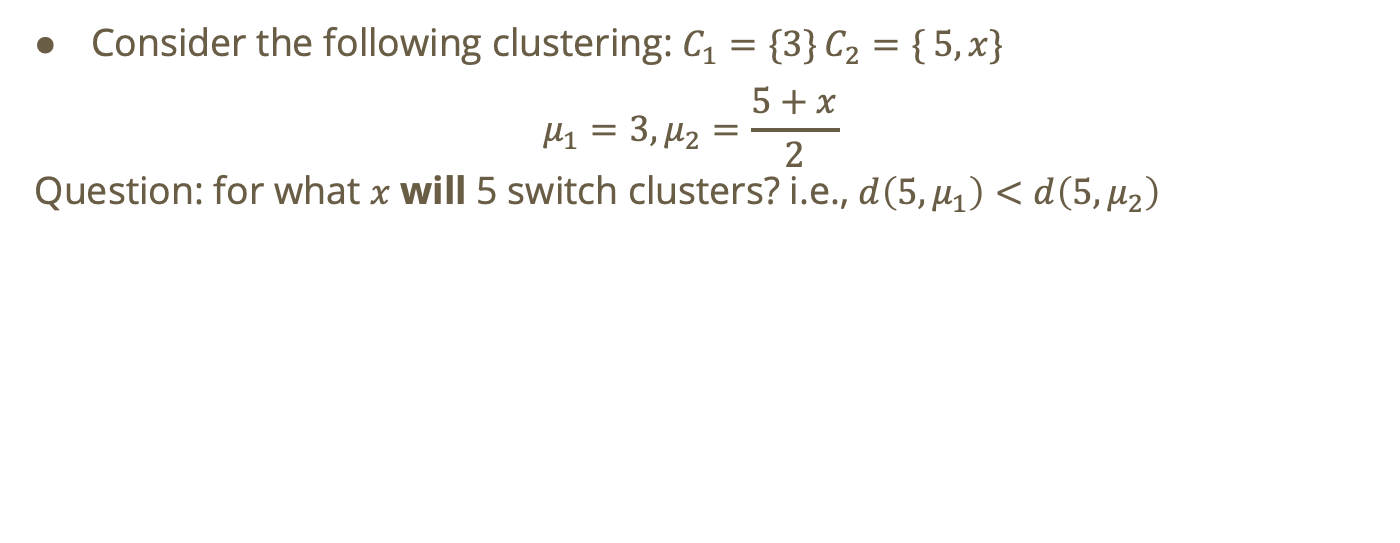 ● Consider the following clustering: C₁ = {3} C₂ = { 5, x}
μ₁ = 3, μ₂ = (5 + x)/2
Question: for what x will 5 switch clusters? i.e., d(5, μ₁) < d(5, μ₂)